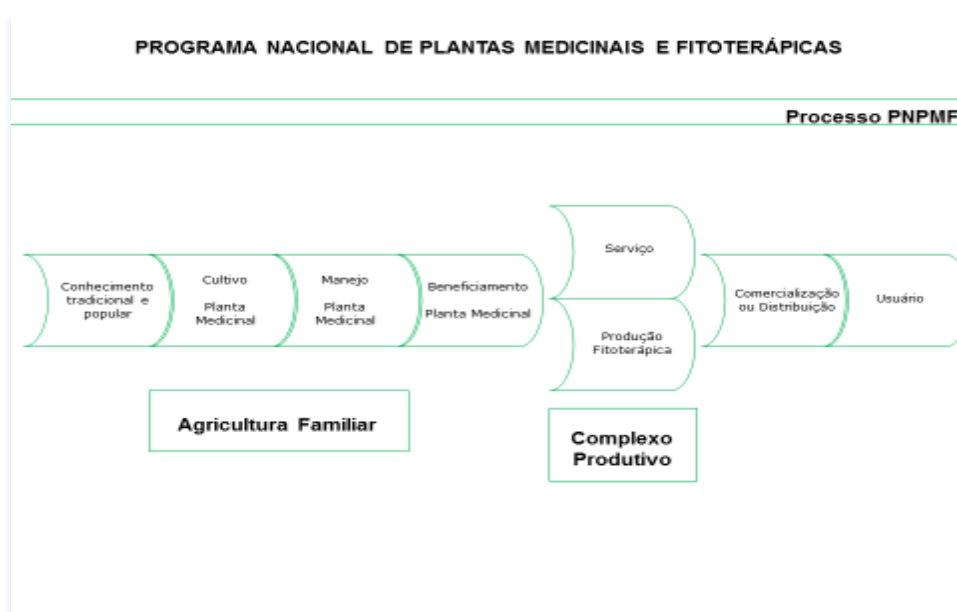 PROGRAMA NACIONAL DE PLANTAS MEDICINAIS E FITOTERÁPICAS
Processo PNPMF
Conhecimento
tradicional e
popular
Cultivo
Planta
Medicinal
Manejo
Planta
Medicinal
Beneficiamento
Planta Medicinal
Serviço
Produção
Fitoterápica
Comercialização
ou Distribuição
Usuário
Agricultura Familiar
Complexo
Produtivo